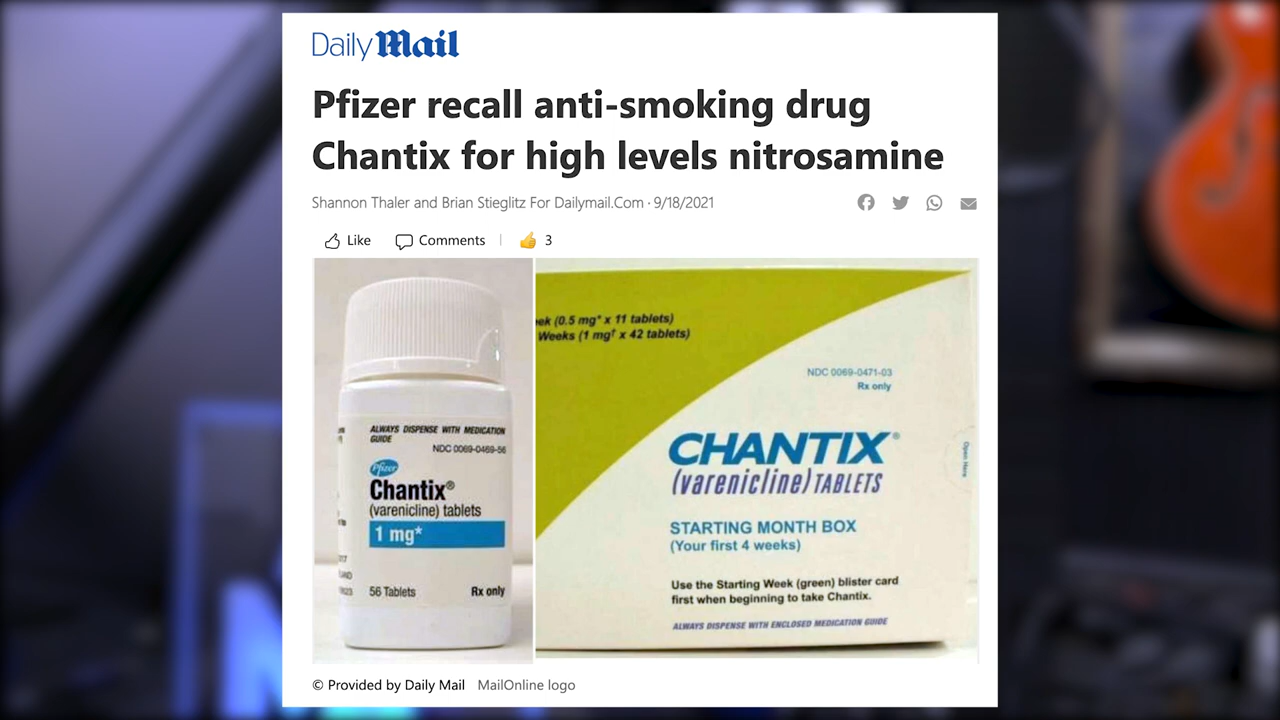 Daily Mail
Pfizer recall anti-smoking drug
Chantix for high levels nitrosamine
Shannon Thaler and Brian Stieglitz For Dailymail.Com · 9/18/2021
Like Comments | 3
ALWAYS DISPENSE WITH MEDICATION
GUIDE
NDC 0069-0469-56
Pfizer
Chantix®
(varenicline) tablets
1 mg*
56 Tablets Rx only
(0.5 mg* x 11 tablets)
Weeks (1 mg† x 42 tablets)
NDC 0069-0471-03
Rx only
CHANTIX®
(varenicline) TABLETS
Open Here
STARTING MONTH BOX
(Your first 4 weeks)
Use the Starting Week (green) blister card
first when beginning to take Chantix.
ALWAYS DISPENSE WITH ENCLOSED MEDICATION GUIDE
© Provided by Daily Mail MailOnline logo